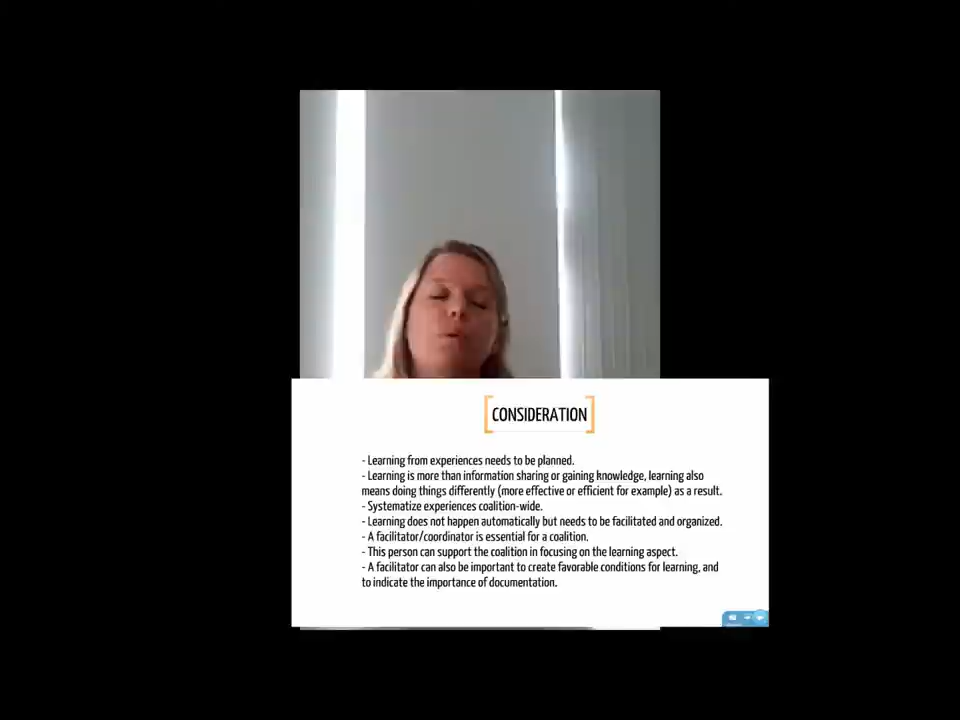 [CONSIDERATION]
- Learning from experiences needs to be planned.
- Learning is more than information sharing or gaining knowledge, learning also
means doing things differently (more effective or efficient for example) as a result.
- Systematize experiences coalition-wide.
- Learning does not happen automatically but needs to be facilitated and organized.
- A facilitator/coordinator is essential for a coalition.
- This person can support the coalition in focusing on the learning aspect.
- A facilitator can also be important to create favorable conditions for learning, and
to indicate the importance of documentation.